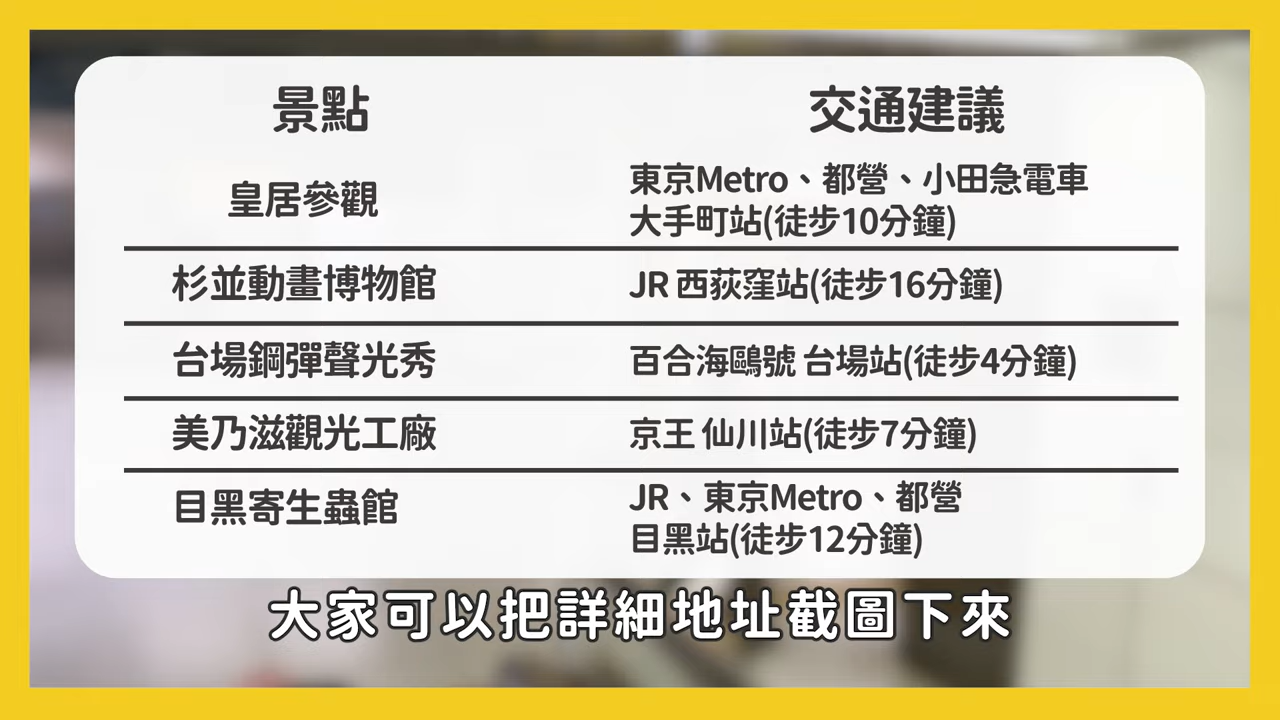 景點
交通建議
皇居參觀
東京Metro、都營、小田急電車
大手町站(徒步10分鐘)
杉並動畫博物館
JR 西荻窪站(徒步16分鐘)
台場鋼彈聲光秀
百合海鷗號 台場站(徒步4分鐘)
美乃滋觀光工廠
京王 仙川站(徒步7分鐘)
目黑寄生蟲館
JR、東京Metro、都營
目黑站(徒步12分鐘)
大家可以把詳細地址截圖下來